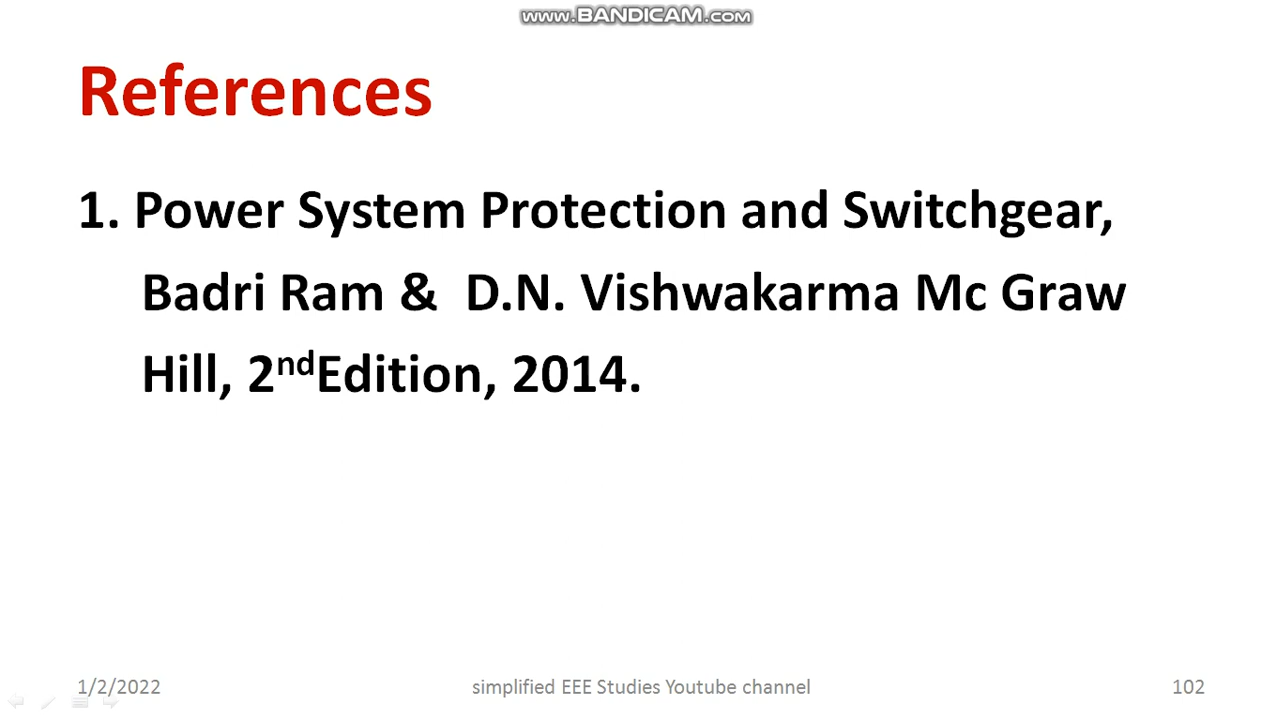 www.BANDICAM.com
References
1. Power System Protection and Switchgear,
Badri Ram & D.N. Vishwakarma Mc Graw
Hill, 2ndEdition, 2014.
1/2/2022 simplified EEE Studies Youtube channel 102